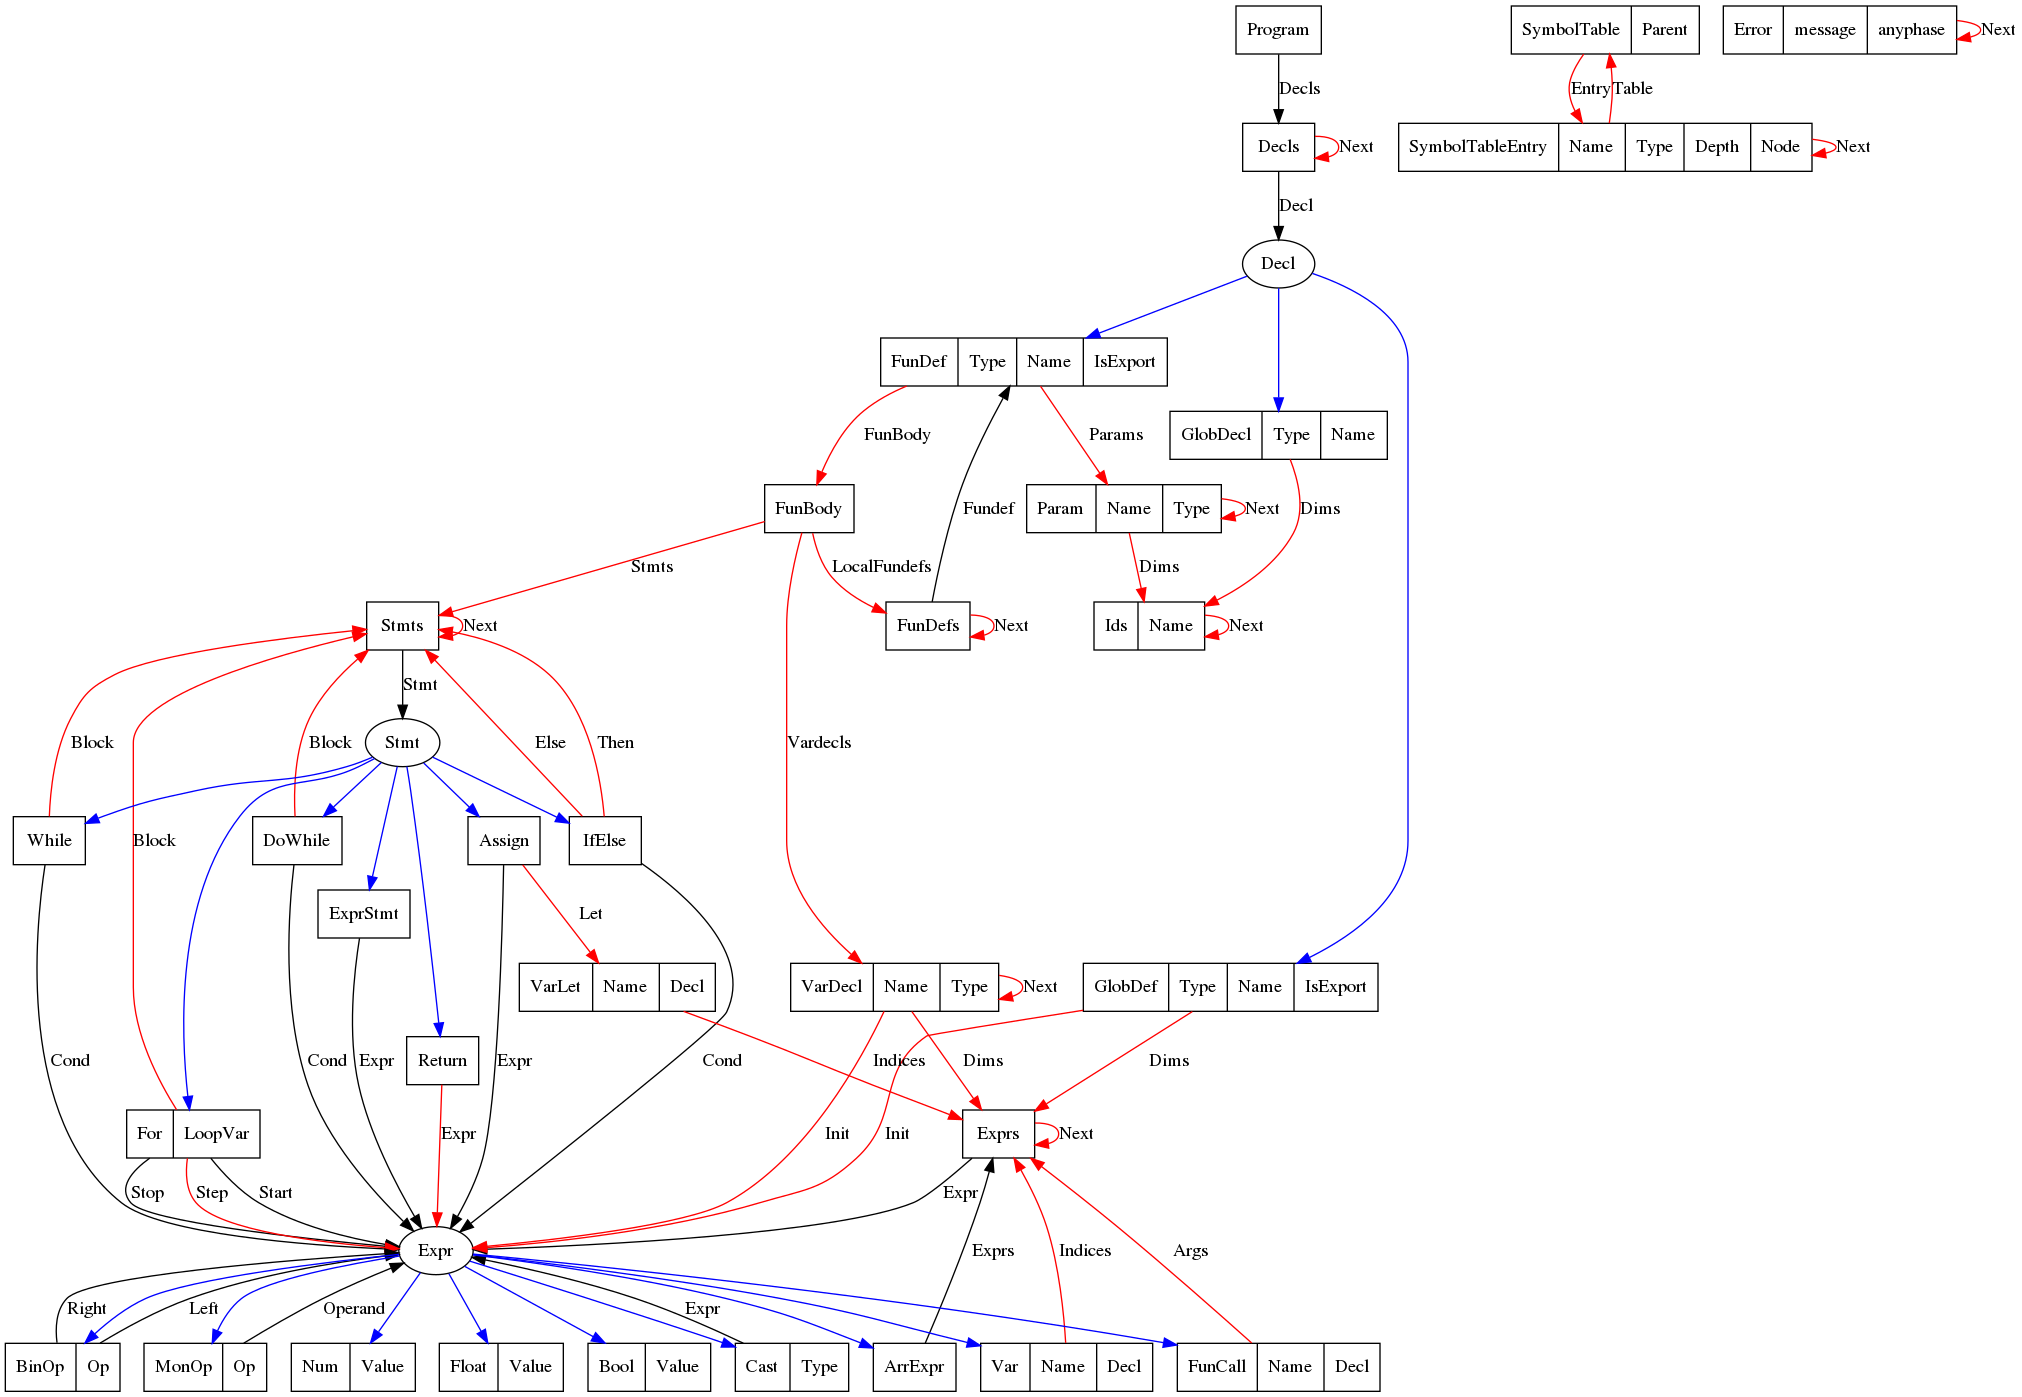 Program
SymbolTable Parent
Error message anyphase
Next
Decls
Entry Table
Decls
Next
SymbolTableEntry Name Type Depth Node
Next
Decl
Decl
FunDef Type Name IsExport
GlobDecl Type Name
FunBody
Params
FunBody
Fundef
Param Name Type
Next
Dims
Stmts
LocalFundefs
Dims
Stmts
Next
FunDefs
Next
Ids Name
Next
Stmt
Block
Block
Stmt
Else
Then
Vardecls
While
Block
DoWhile
Assign
IfElse
ExprStmt
Let
VarLet Name Decl
VarDecl Name Type
Next
GlobDef Type Name IsExport
Cond
Cond
Expr
Return
Expr
Cond
Indices
Dims
Dims
For LoopVar
Expr
Init
Init
Exprs
Next
Stop
Step
Start
Expr
Expr
Exprs
Indices
Args
Right
Left
Operand
Expr
BinOp Op
MonOp Op
Num Value
Float Value
Bool Value
Cast Type
ArrExpr
Var Name Decl
FunCall Name Decl